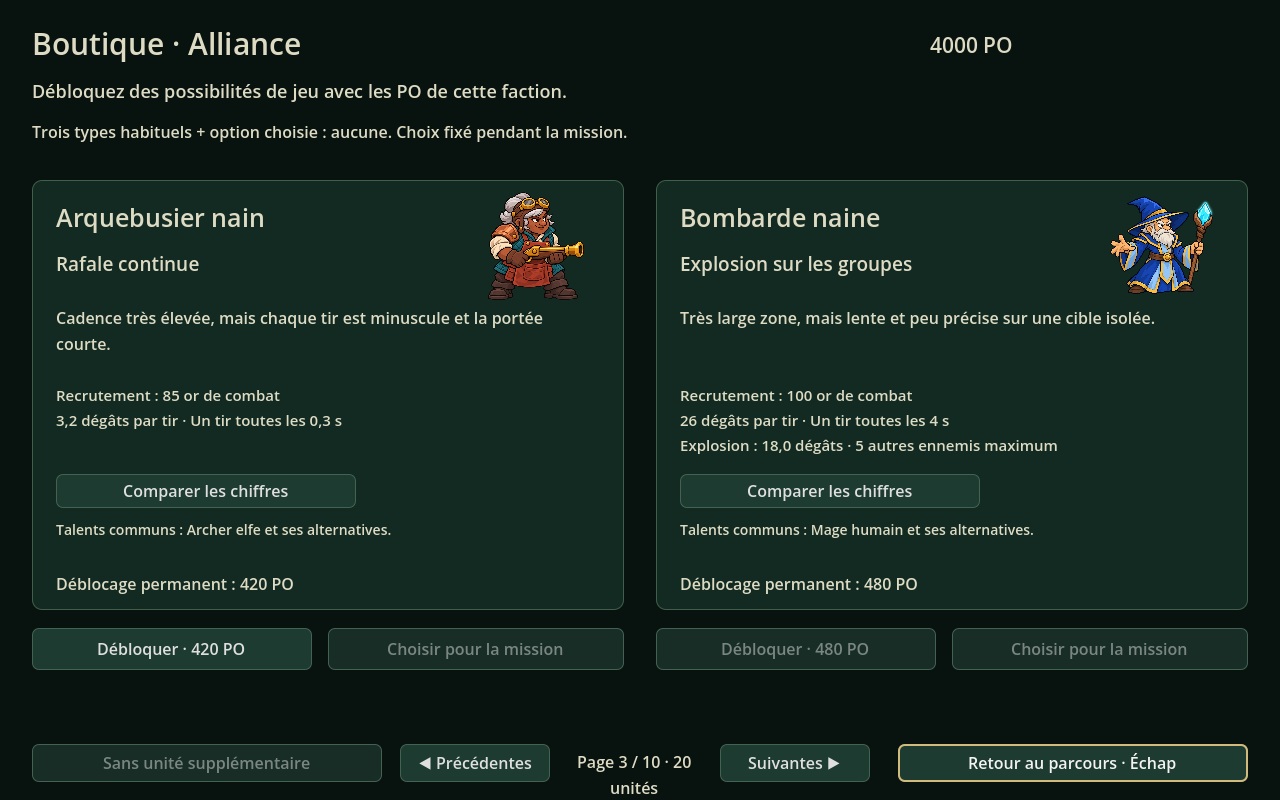 Boutique · Alliance
4000 PO
Débloquez des possibilités de jeu avec les PO de cette faction.
Trois types habituels + option choisie : aucune. Choix fixé pendant la mission.
Arquebusier nain
Rafale continue
Cadence très élevée, mais chaque tir est minuscule et la portée
courte.
Recrutement : 85 or de combat
3,2 dégâts par tir · Un tir toutes les 0,3 s
Comparer les chiffres
Talents communs : Archer elfe et ses alternatives.
Déblocage permanent : 420 PO
Débloquer · 420 PO
Choisir pour la mission
Bombarde naine
Explosion sur les groupes
Très large zone, mais lente et peu précise sur une cible isolée.
Recrutement : 100 or de combat
26 dégâts par tir · Un tir toutes les 4 s
Explosion : 18,0 dégâts · 5 autres ennemis maximum
Comparer les chiffres
Talents communs : Mage humain et ses alternatives.
Déblocage permanent : 480 PO
Débloquer · 480 PO
Choisir pour la mission
Sans unité supplémentaire
◀ Précédentes
Page 3 / 10 · 20
unités
Suivantes ▶
Retour au parcours · Échap